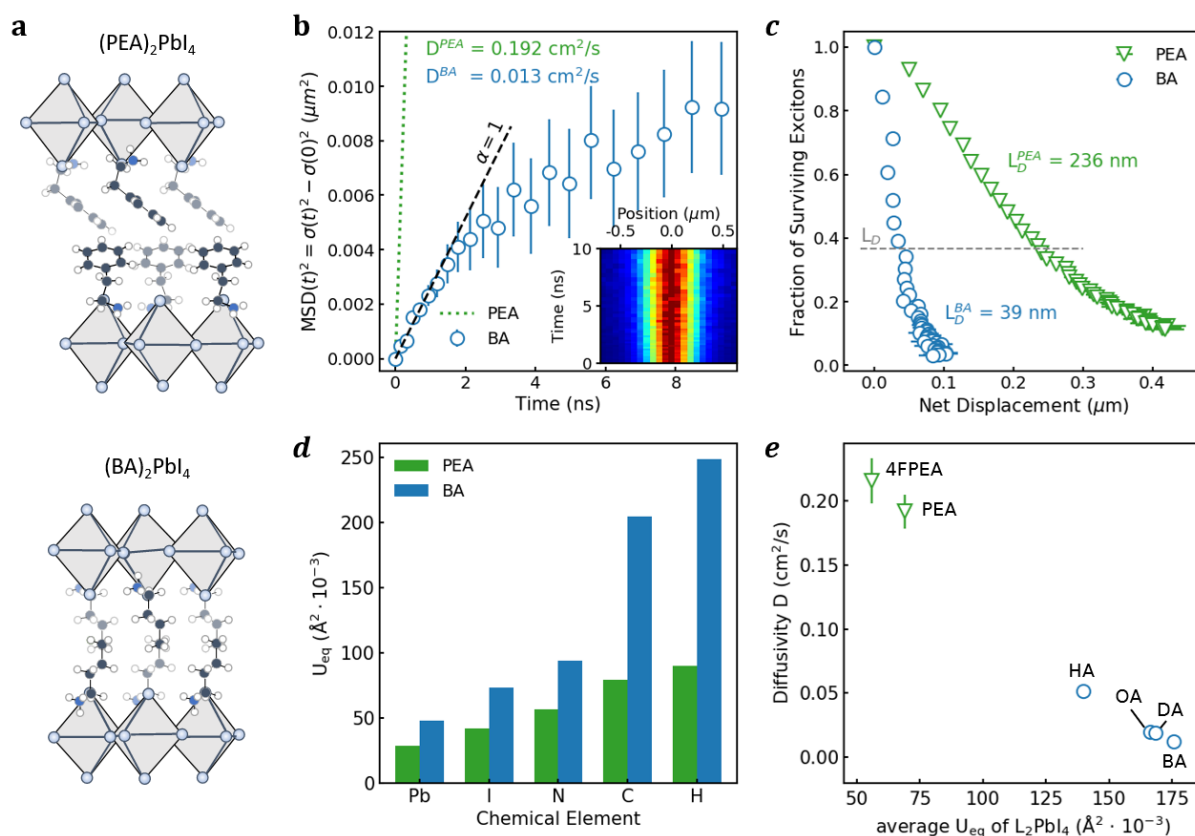 a
(PEA)₂PbI₄
(BA)₂PbI₄
b
MSD(t)² = σ(t)² − σ(0)² (μm²)
0.012
0.010
0.008
0.006
0.004
0.002
0.000
D^PEA = 0.192 cm²/s
D^BA = 0.013 cm²/s
α = 1
PEA
BA
0 2 4 6 8
Time (ns)
Position (μm)
-0.5 0.0 0.5
Time (ns)
10
5
0
c
Fraction of Surviving Excitons
1.0
0.8
0.6
0.4
0.2
0.0
PEA
BA
L_D^PEA = 236 nm
L_D
L_D^BA = 39 nm
0.0 0.1 0.2 0.3 0.4
Net Displacement (μm)
d
U_eq (Å² · 10⁻³)
250
200
150
100
50
0
PEA
BA
Pb I N C H
Chemical Element
e
Diffusivity D (cm²/s)
0.20
0.15
0.10
0.05
0.00
4FPEA
PEA
HA
OA
DA
BA
50 75 100 125 150 175
average U_eq of L₂PbI₄ (Å² · 10⁻³)